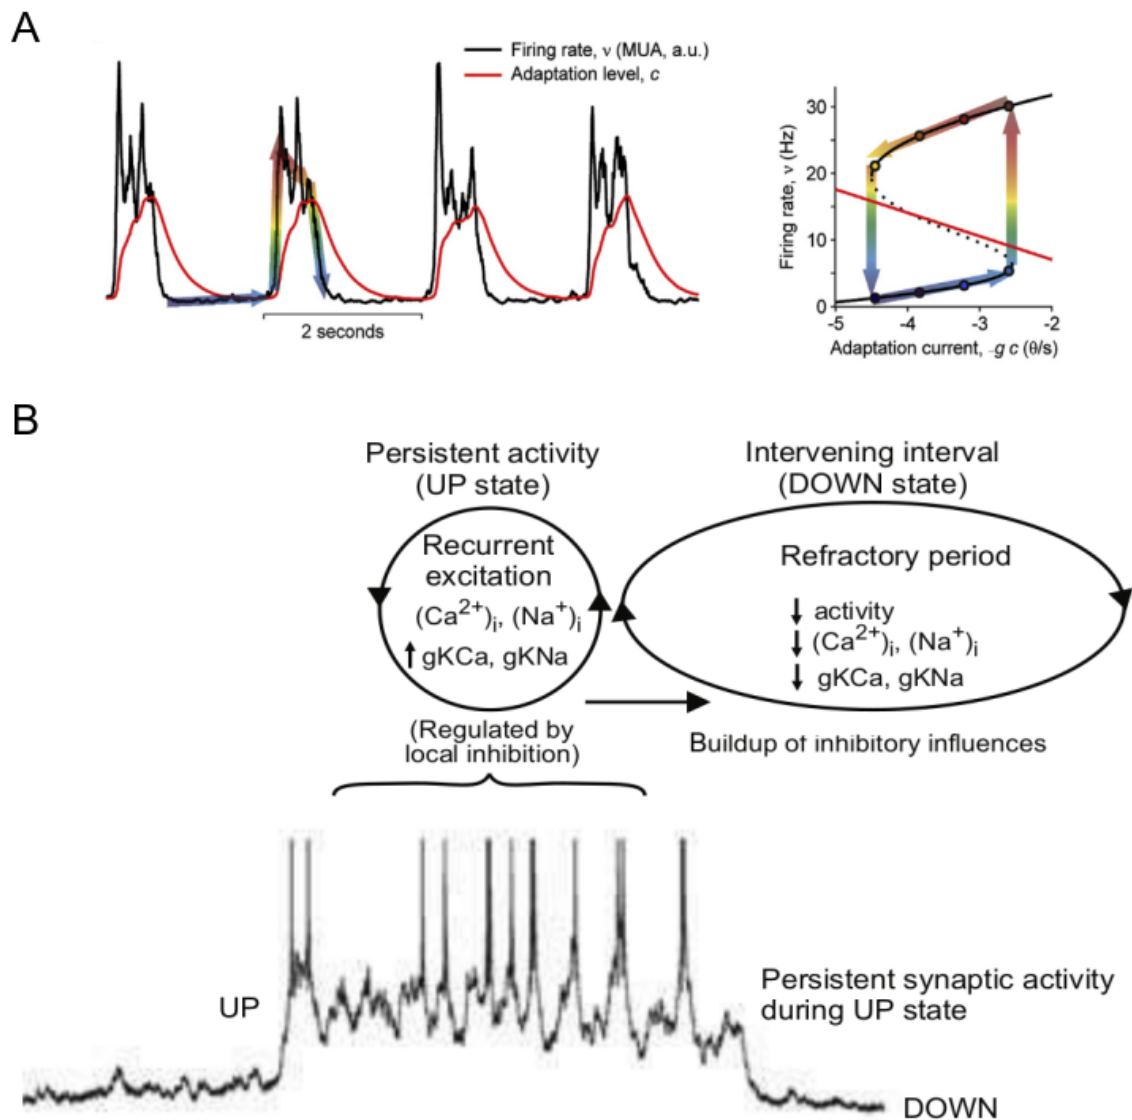 A
Firing rate, ν (MUA, a.u.)
Adaptation level, c
2 seconds
Firing rate, ν (Hz)
30
20
10
0
-5
-4
-3
-2
Adaptation current, -g c (θ/s)
B
Persistent activity
(UP state)
Recurrent
excitation
(Ca²⁺)ᵢ, (Na⁺)ᵢ
↑ gKCa, gKNa
(Regulated by
local inhibition)
Intervening interval
(DOWN state)
Refractory period
↓ activity
↓ (Ca²⁺)ᵢ, (Na⁺)ᵢ
↓ gKCa, gKNa
Buildup of inhibitory influences
UP
Persistent synaptic activity
during UP state
DOWN